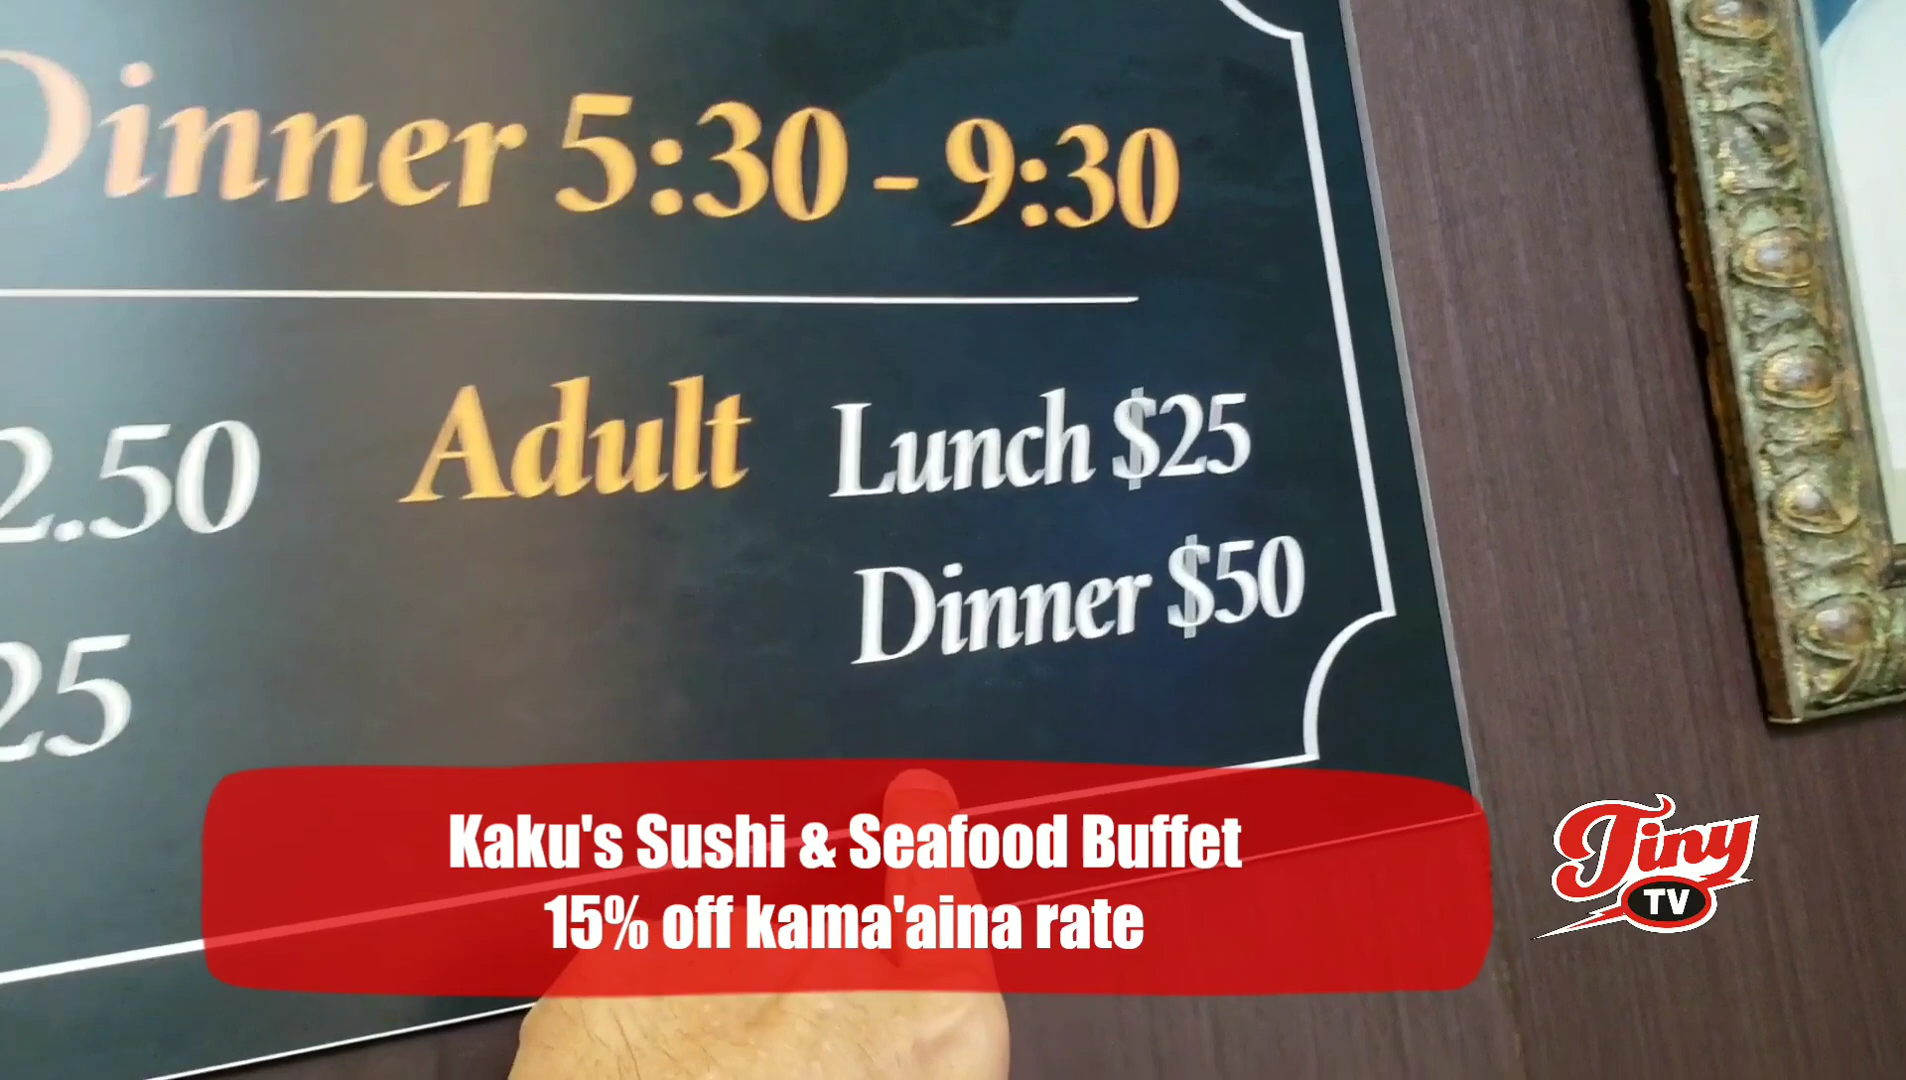 Dinner 5:30 - 9:30
2.50
Adult Lunch $25
Dinner $50
25
Kaku's Sushi & Seafood Buffet
15% off kama'aina rate
Tiny
TV